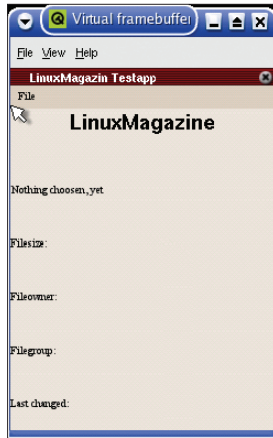 Virtual framebuffer
File View Help
LinuxMagazin Testapp
File
LinuxMagazine
Nothing choosen, yet
Filesize:
Fileowner:
Filegroup:
Last changed: